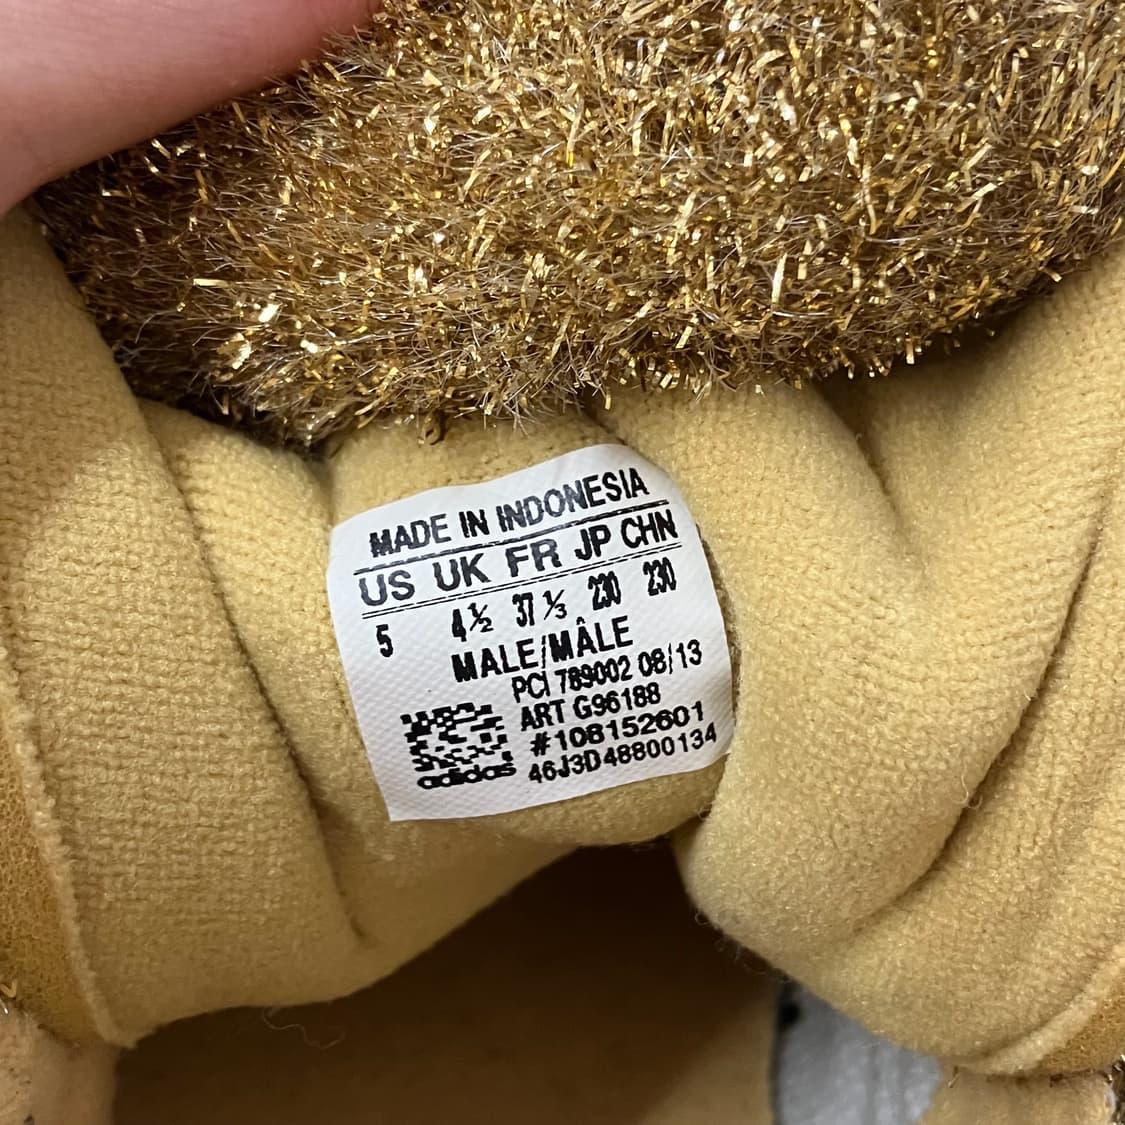 MADE IN INDONESIA
US UK FR JP CHN
5 4½ 37⅓ 230 230
MALE/MÂLE
PCI 789002 08/13
ART G96188
#108152601
46J3D48800134
adidas